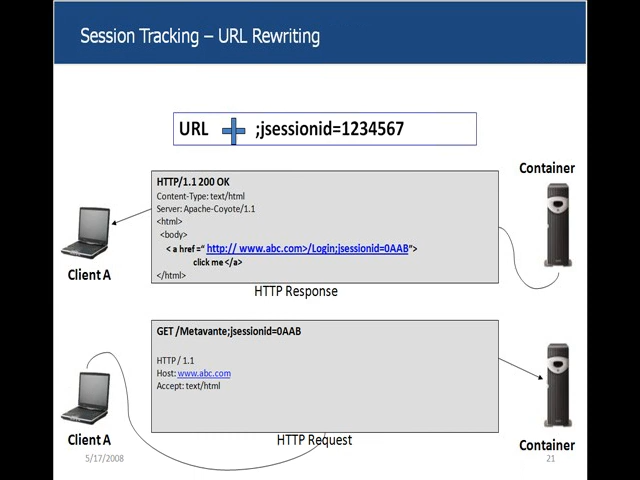 Session Tracking – URL Rewriting
URL + ;jsessionid=1234567
Container
HTTP/1.1 200 OK
Content-Type: text/html
Server: Apache-Coyote/1.1
<html>
<body>
< a href =“ http:// www.abc.com>/Login;jsessionid=0AAB”>
click me </a>
</html>
Client A
HTTP Response
GET /Metavante;jsessionid=0AAB
HTTP/ 1.1
Host: www.abc.com
Accept: text/html
Client A
HTTP Request
Container
5/17/2008
21